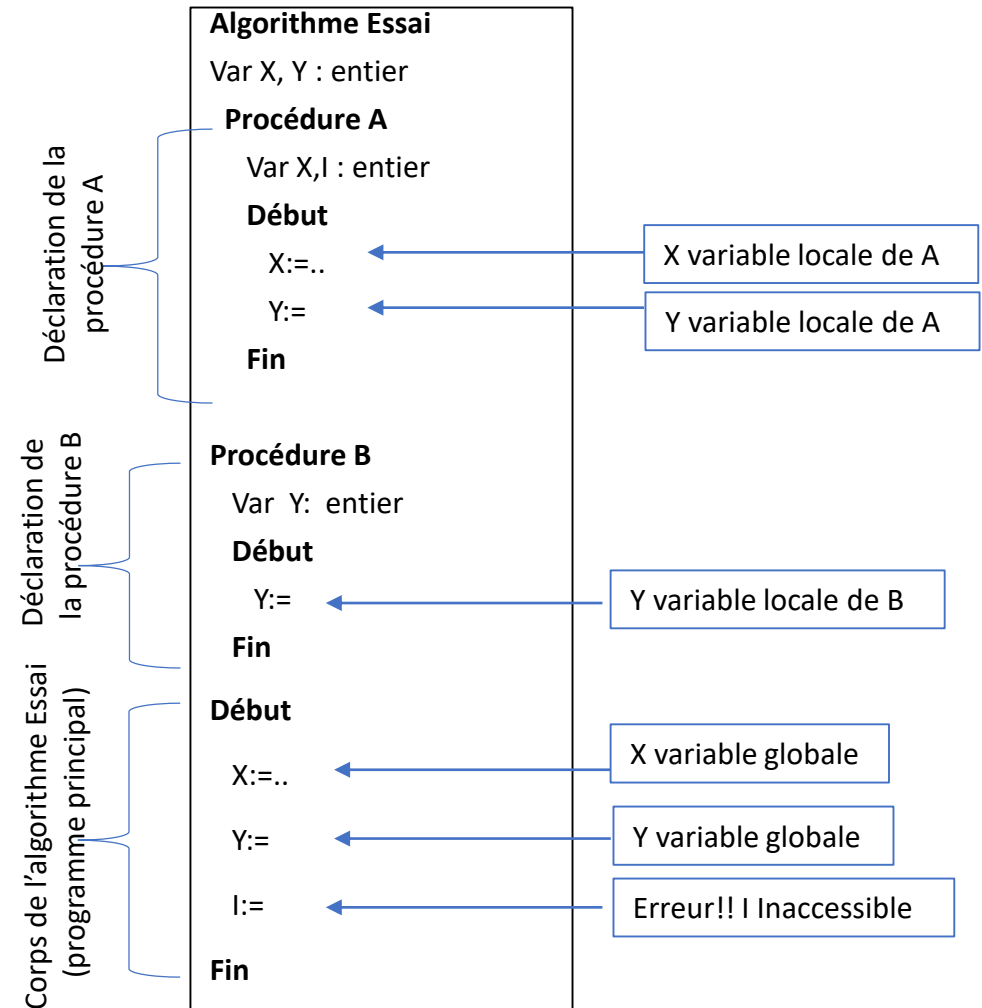 Algorithme Essai
Var X, Y : entier
Procédure A
Var X,I : entier
Début
X:=..
Y:=
Fin
Déclaration de la
procédure A
X variable locale de A
Y variable locale de A
Procédure B
Var Y: entier
Début
Y:=
Fin
Déclaration de
la procédure B
Y variable locale de B
Début
X:=..
Y:=
I:=
Fin
Corps de l'algorithme Essai
(programme principal)
X variable globale
Y variable globale
Erreur!! I Inaccessible